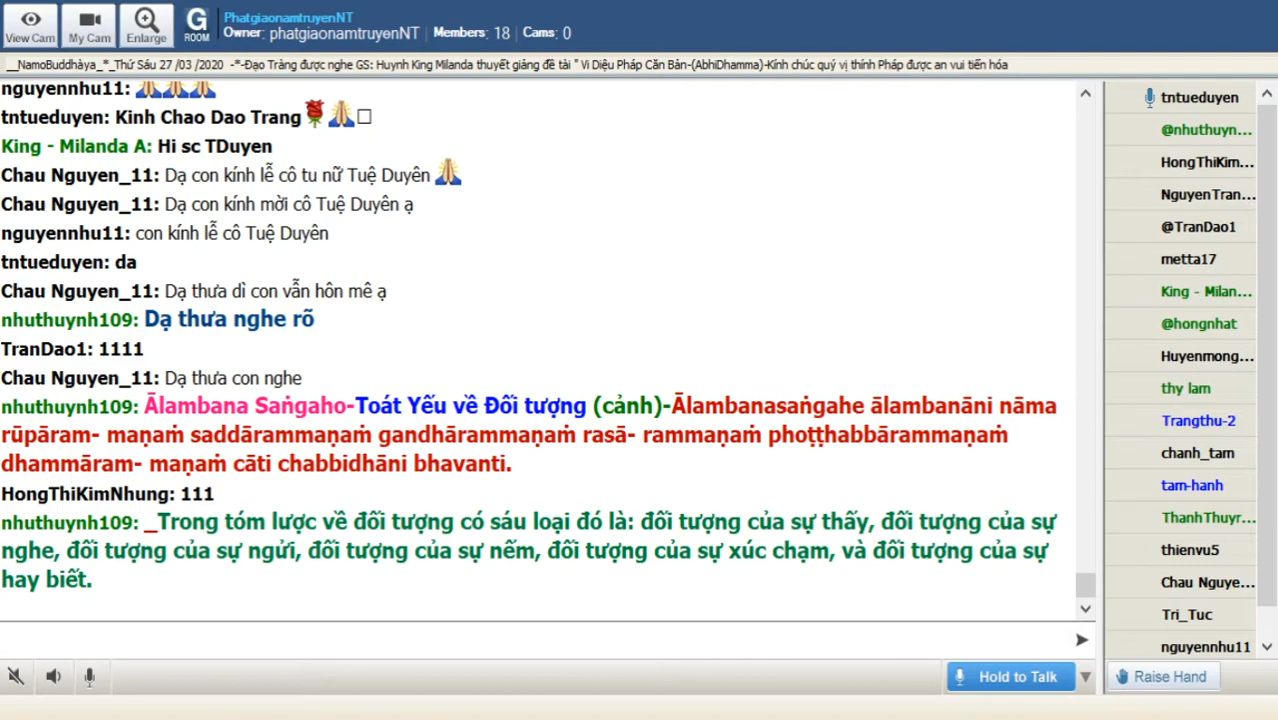 View Cam
My Cam
Enlarge
G ROOM
PhatgiaonamtruyenNT
Owner: phatgiaonamtruyenNT | Members: 18 | Cams: 0
__NamoBuddhàya_*_Thứ Sáu 27 /03 /2020 -*-Đạo Tràng được nghe GS: Huynh King Milanda thuyết giảng đề tài " Vi Diệu Pháp Căn Bản-(AbhiDhamma)-Kính chúc quý vị thính Pháp được an vui tiến hóa
nguyennhu11: 🙏🙏🙏
tntueduyen: Kinh Chao Dao Trang🌹🙏□
King - Milanda A: Hi sc TDuyen
Chau Nguyen_11: Dạ con kính lễ cô tu nữ Tuệ Duyên 🙏
Chau Nguyen_11: Dạ con kính mời cô Tuệ Duyên ạ
nguyennhu11: con kính lễ cô Tuệ Duyên
tntueduyen: da
Chau Nguyen_11: Dạ thưa dì con vẫn hôn mê ạ
nhuthuynh109: Dạ thưa nghe rõ
TranDao1: 1111
Chau Nguyen_11: Dạ thưa con nghe
nhuthuynh109: Ālambana Saṅgaho-Toát Yếu về Đối tượng (cảnh)-Ālambanasaṅgahe ālambanāni nāma
rūpāram- maṇaṁ saddārammaṇaṁ gandhārammaṇaṁ rasā- rammaṇaṁ phoṭṭhabbārammaṇaṁ
dhammāram- maṇaṁ cāti chabbidhāni bhavanti.
HongThiKimNhung: 111
nhuthuynh109: _Trong tóm lược về đối tượng có sáu loại đó là: đối tượng của sự thấy, đối tượng của sự
nghe, đối tượng của sự ngửi, đối tượng của sự nếm, đối tượng của sự xúc chạm, và đối tượng của sự
hay biết.
Hold to Talk
tntueduyen
@nhuthuyn...
HongThiKim...
NguyenTran...
@TranDao1
metta17
King - Milan...
@hongnhat
Huyenmong...
thy lam
Trangthu-2
chanh_tam
tam-hanh
ThanhThuyr...
thienvu5
Chau Nguye...
Tri_Tuc
nguyennhu11
Raise Hand